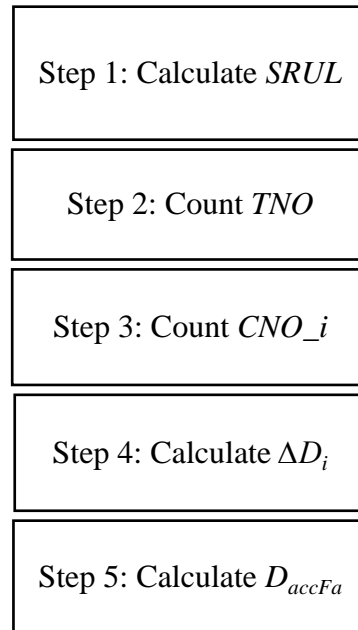 Step 1: Calculate SRUL
Step 2: Count TNO
Step 3: Count CNO_i
Step 4: Calculate ΔDᵢ
Step 5: Calculate D_accFa